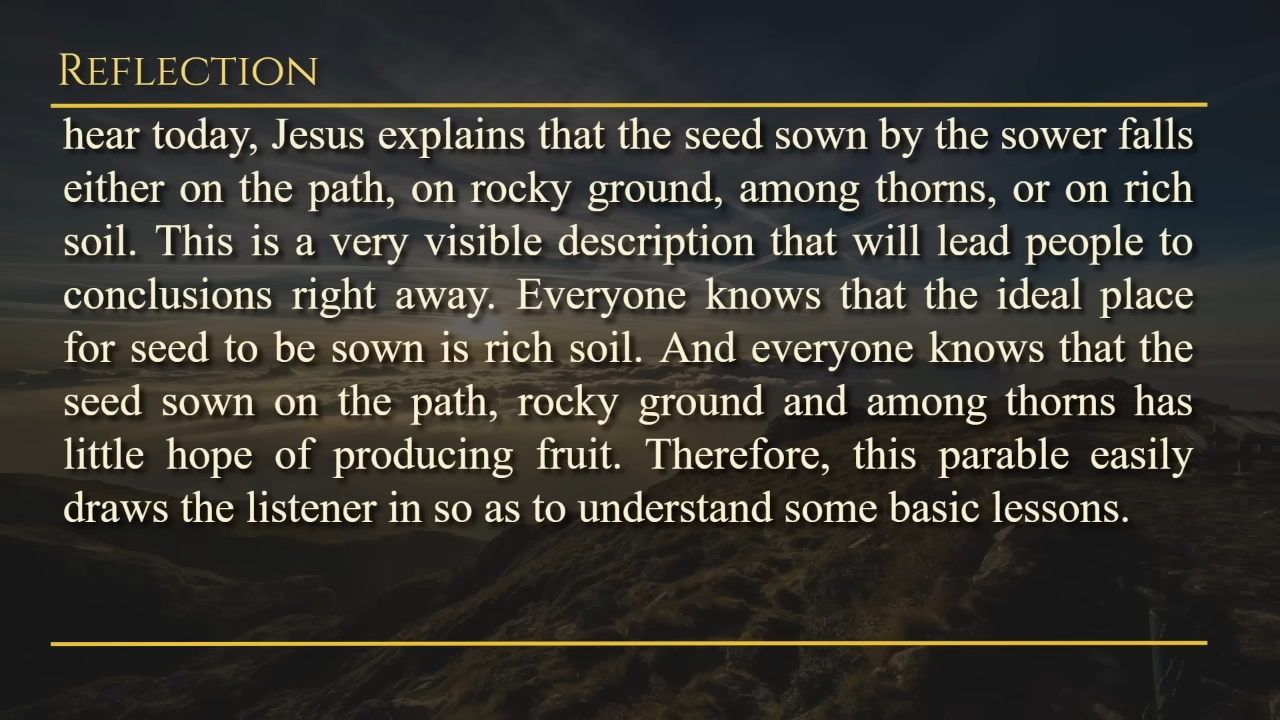 Reflection
hear today, Jesus explains that the seed sown by the sower falls
either on the path, on rocky ground, among thorns, or on rich
soil. This is a very visible description that will lead people to
conclusions right away. Everyone knows that the ideal place
for seed to be sown is rich soil. And everyone knows that the
seed sown on the path, rocky ground and among thorns has
little hope of producing fruit. Therefore, this parable easily
draws the listener in so as to understand some basic lessons.